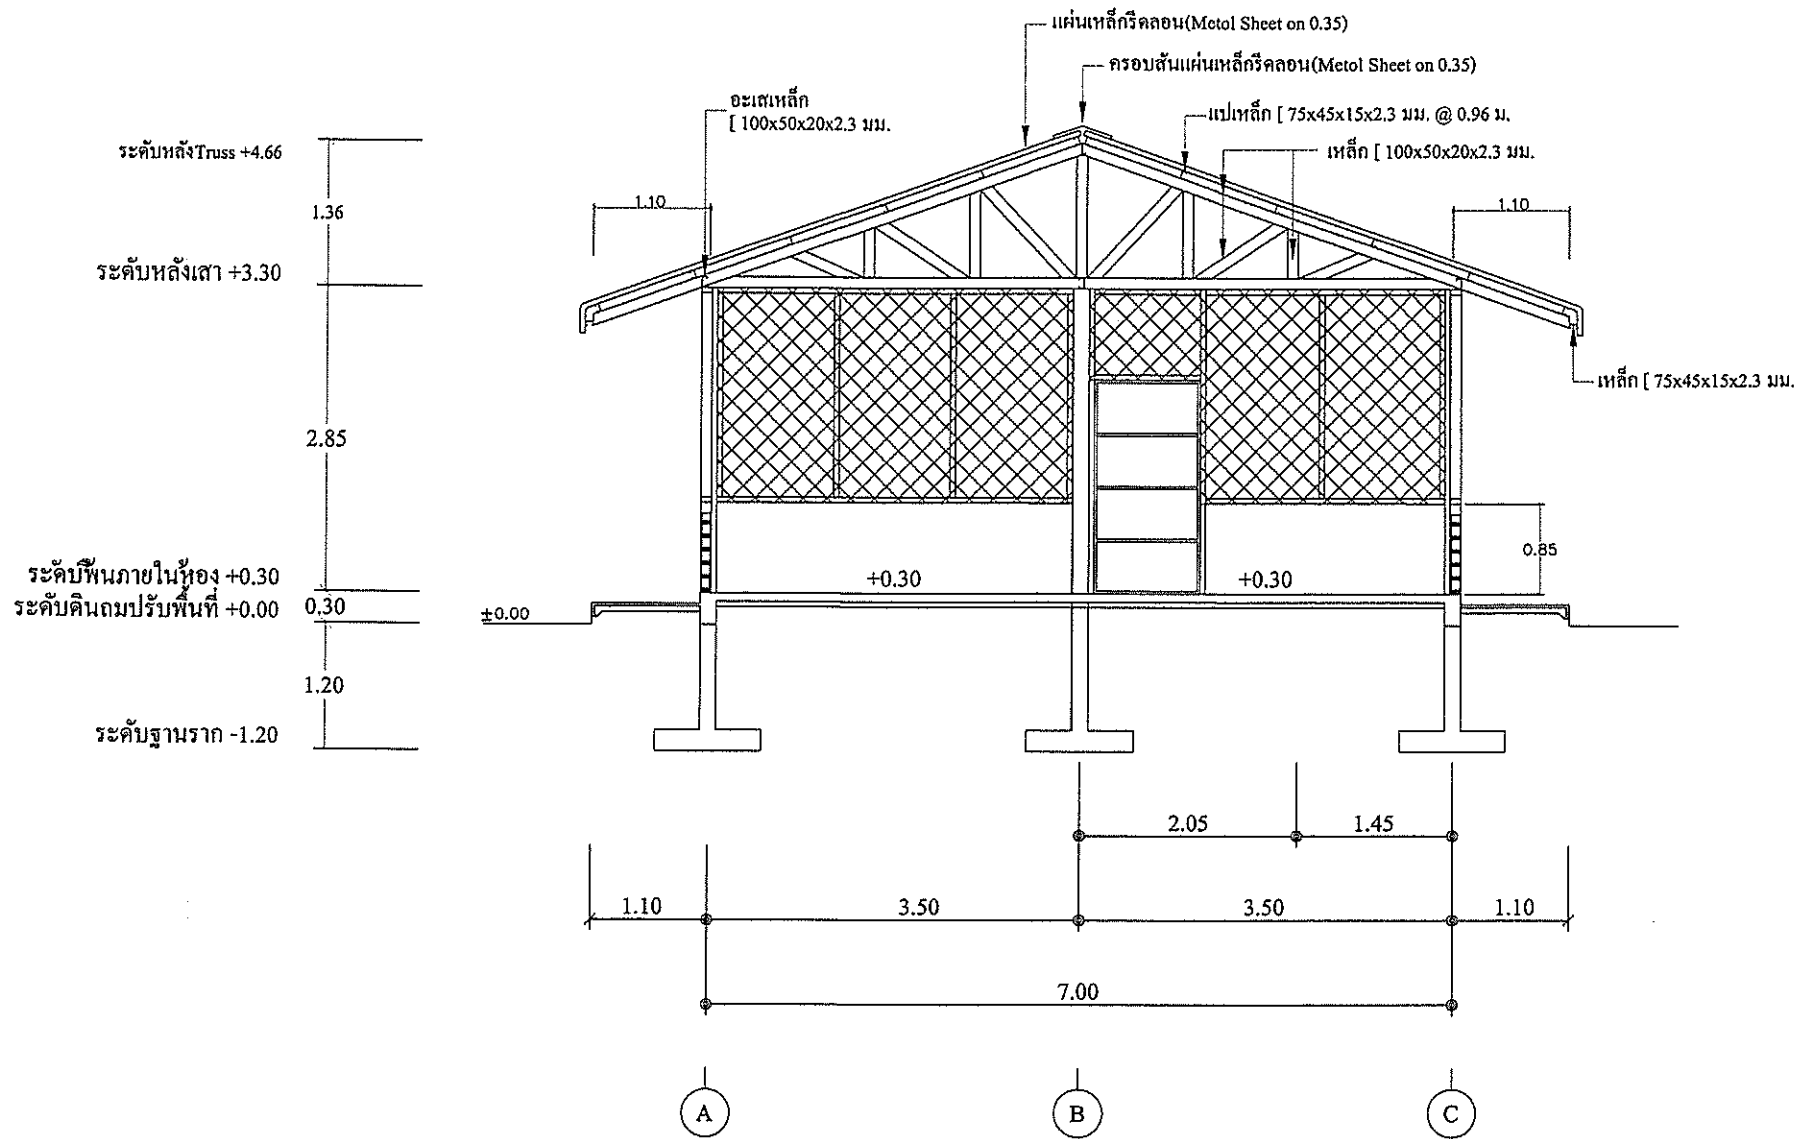 แผ่นเหล็กรีดลอน(Metol Sheet on 0.35)
ครอบสันแผ่นเหล็กรีดลอน(Metol Sheet on 0.35)
อะเสเหล็ก
[ 100x50x20x2.3 มม.
แปเหล็ก [ 75x45x15x2.3 มม. @ 0.96 ม.
เหล็ก [ 100x50x20x2.3 มม.
ระดับหลังTruss +4.66
1.36
1.10
1.10
ระดับหลังเสา +3.30
เหล็ก [ 75x45x15x2.3 มม.
2.85
0.85
ระดับพื้นภายในห้อง +0.30
+0.30
+0.30
ระดับดินถมปรับพื้นที่ +0.00
0.30
±0.00
1.20
ระดับฐานราก -1.20
2.05
1.45
1.10
3.50
3.50
1.10
7.00
A
B
C